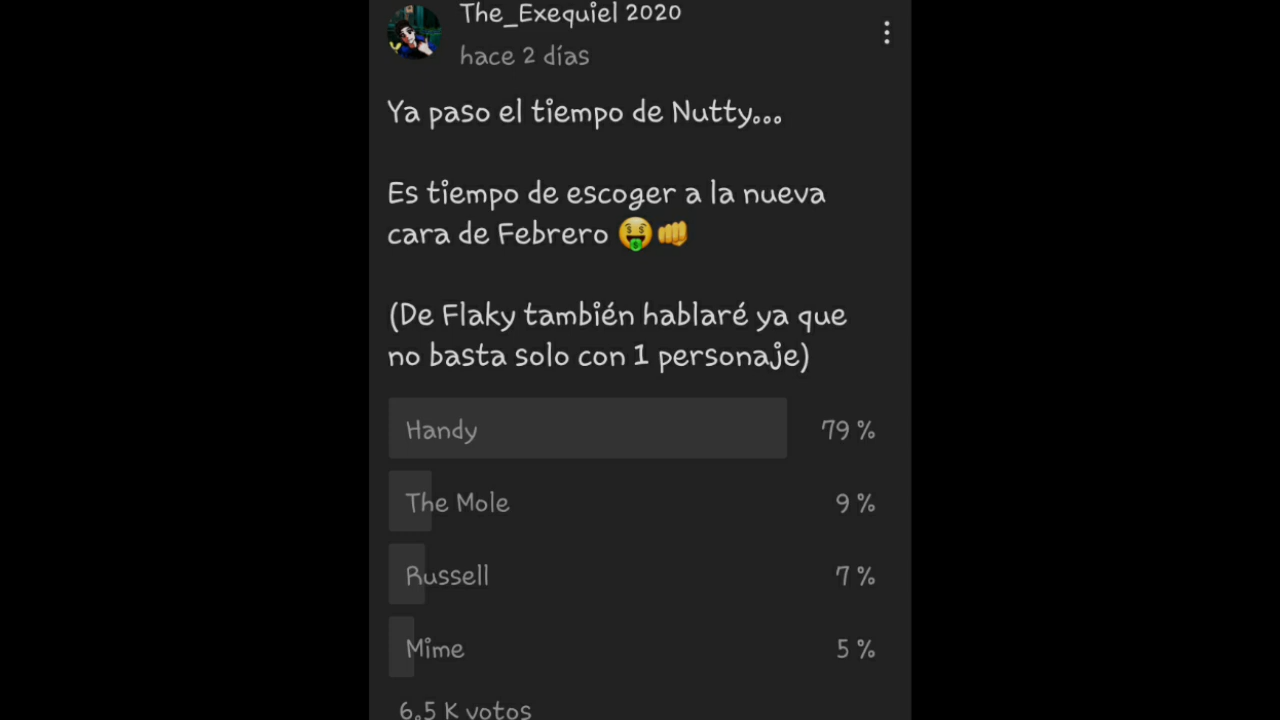 The_Exequiel 2020
hace 2 días
Ya paso el tiempo de Nutty...
Es tiempo de escoger a la nueva
cara de Febrero 🤑👊
(De Flaky también hablaré ya que
no basta solo con 1 personaje)
Handy 79 %
The Mole 9 %
Russell 7 %
Mime 5 %
6.5 K votos